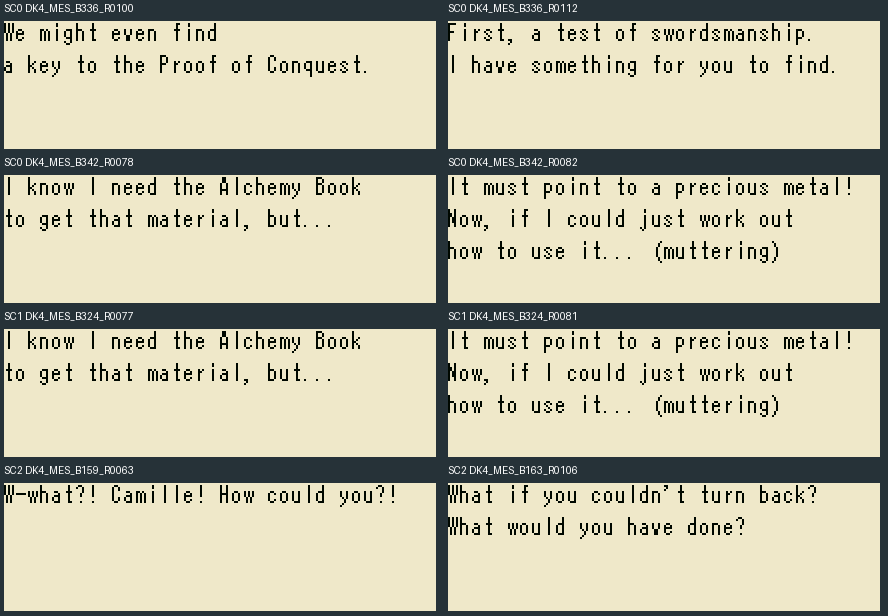 SC0 DK4_MES_B336_R0100
We might even find
a key to the Proof of Conquest.
SC0 DK4_MES_B336_R0112
First, a test of swordsmanship.
I have something for you to find.
SC0 DK4_MES_B342_R0078
I know I need the Alchemy Book
to get that material, but...
SC0 DK4_MES_B342_R0082
It must point to a precious metal!
Now, if I could just work out
how to use it... (muttering)
SC1 DK4_MES_B324_R0077
I know I need the Alchemy Book
to get that material, but...
SC1 DK4_MES_B324_R0081
It must point to a precious metal!
Now, if I could just work out
how to use it... (muttering)
SC2 DK4_MES_B159_R0063
W-what?! Camille! How could you?!
SC2 DK4_MES_B163_R0106
What if you couldn't turn back?
What would you have done?